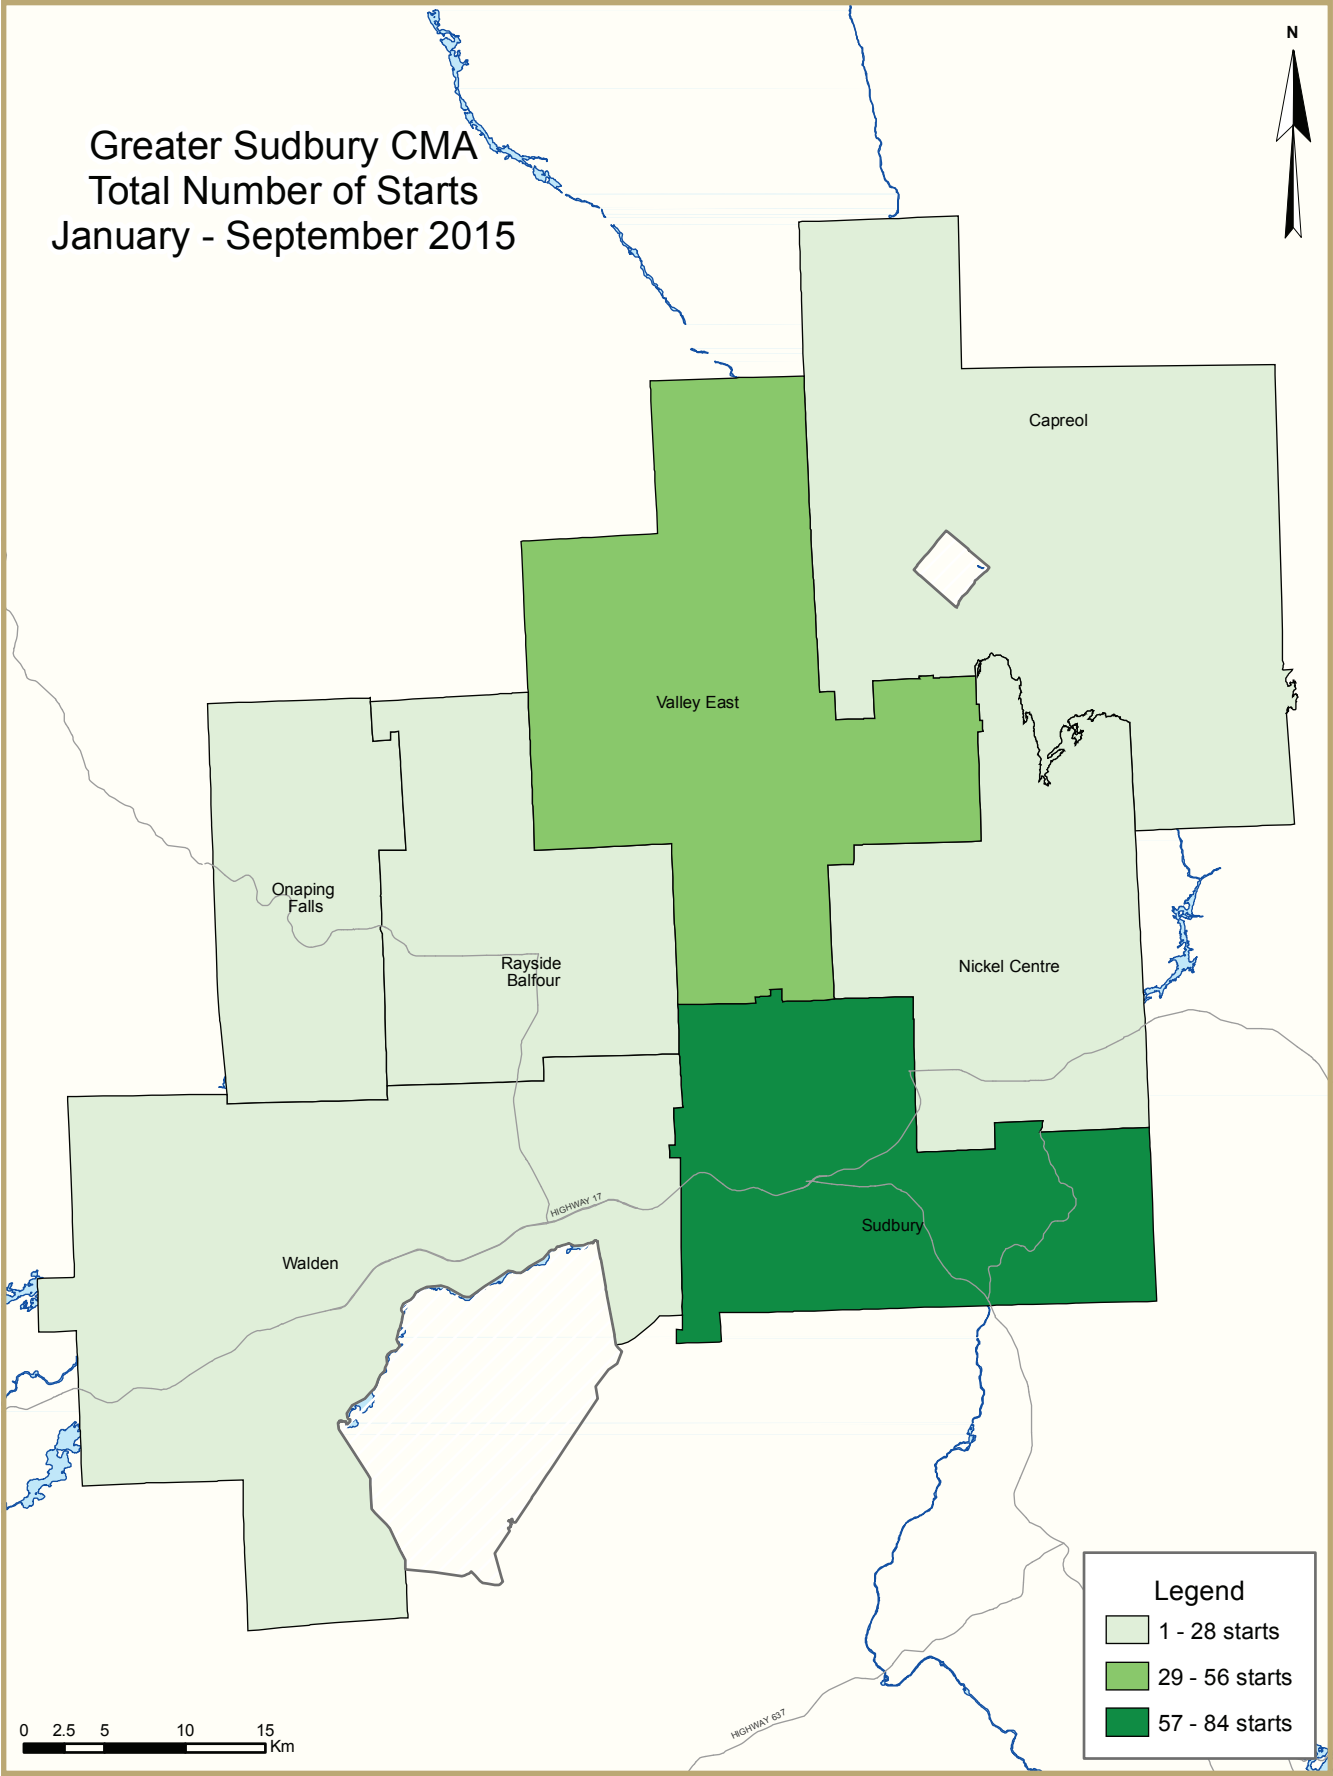 N
Greater Sudbury CMA
Total Number of Starts
January - September 2015
Capreol
Valley East
Onaping
Falls
Rayside
Balfour
Nickel Centre
HIGHWAY 17
Sudbury
Walden
Legend
1 - 28 starts
29 - 56 starts
57 - 84 starts
HIGHWAY 637
0 2.5 5 10 15
Km